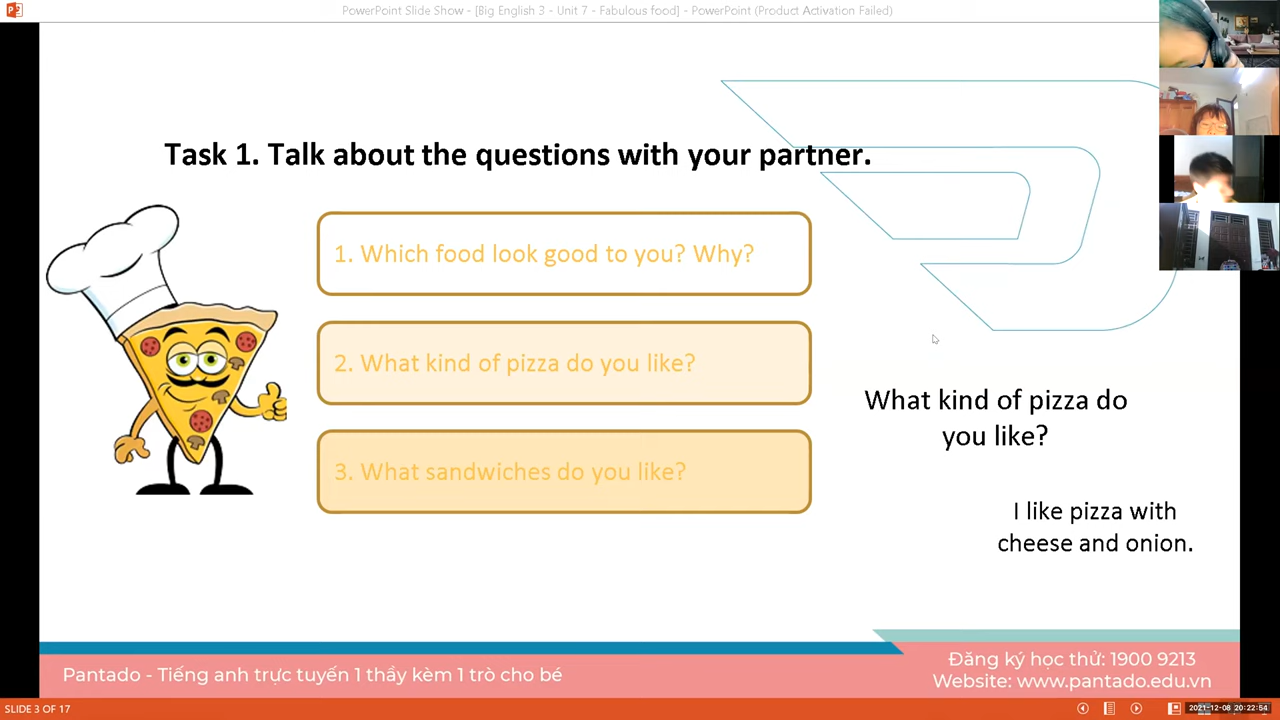 PowerPoint Slide Show - [Big English 3 - Unit 7 - Fabulous food] - PowerPoint (Product Activation Failed)
Task 1. Talk about the questions with your partner.
1. Which food look good to you? Why?
2. What kind of pizza do you like?
3. What sandwiches do you like?
What kind of pizza do
you like?
I like pizza with
cheese and onion.
Pantado - Tiếng anh trực tuyến 1 thầy kèm 1 trò cho bé
Đăng ký học thử: 1900 9213
Website: www.pantado.edu.vn
SLIDE 3 OF 17
2021-12-08 20:22:54